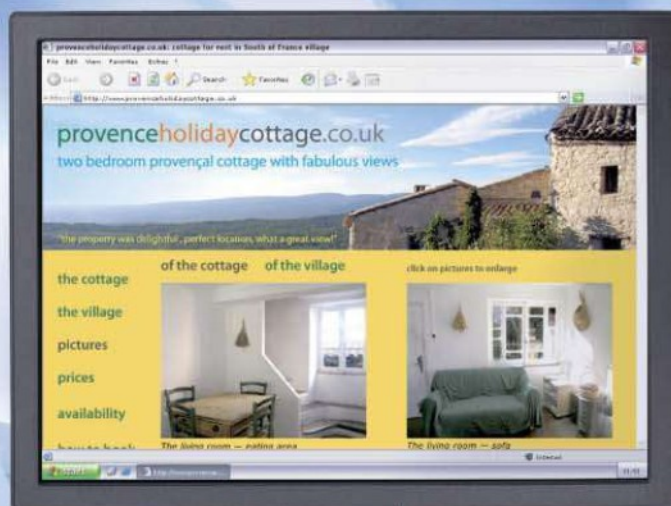 provenceholidaycottage.co.uk: cottage for rent in South of France village
File Edit View Favorites
Search Favorites
http://www.provenceholidaycottage.co.uk
provenceholidaycottage.co.uk
two bedroom provençal cottage with fabulous views
"the property was delightful, perfect location, what a great view!"
of the cottage of the village
click on pictures to enlarge
the cottage
the village
pictures
prices
availability
how to book
The living room — eating area
The living room — sofa
Internet
start